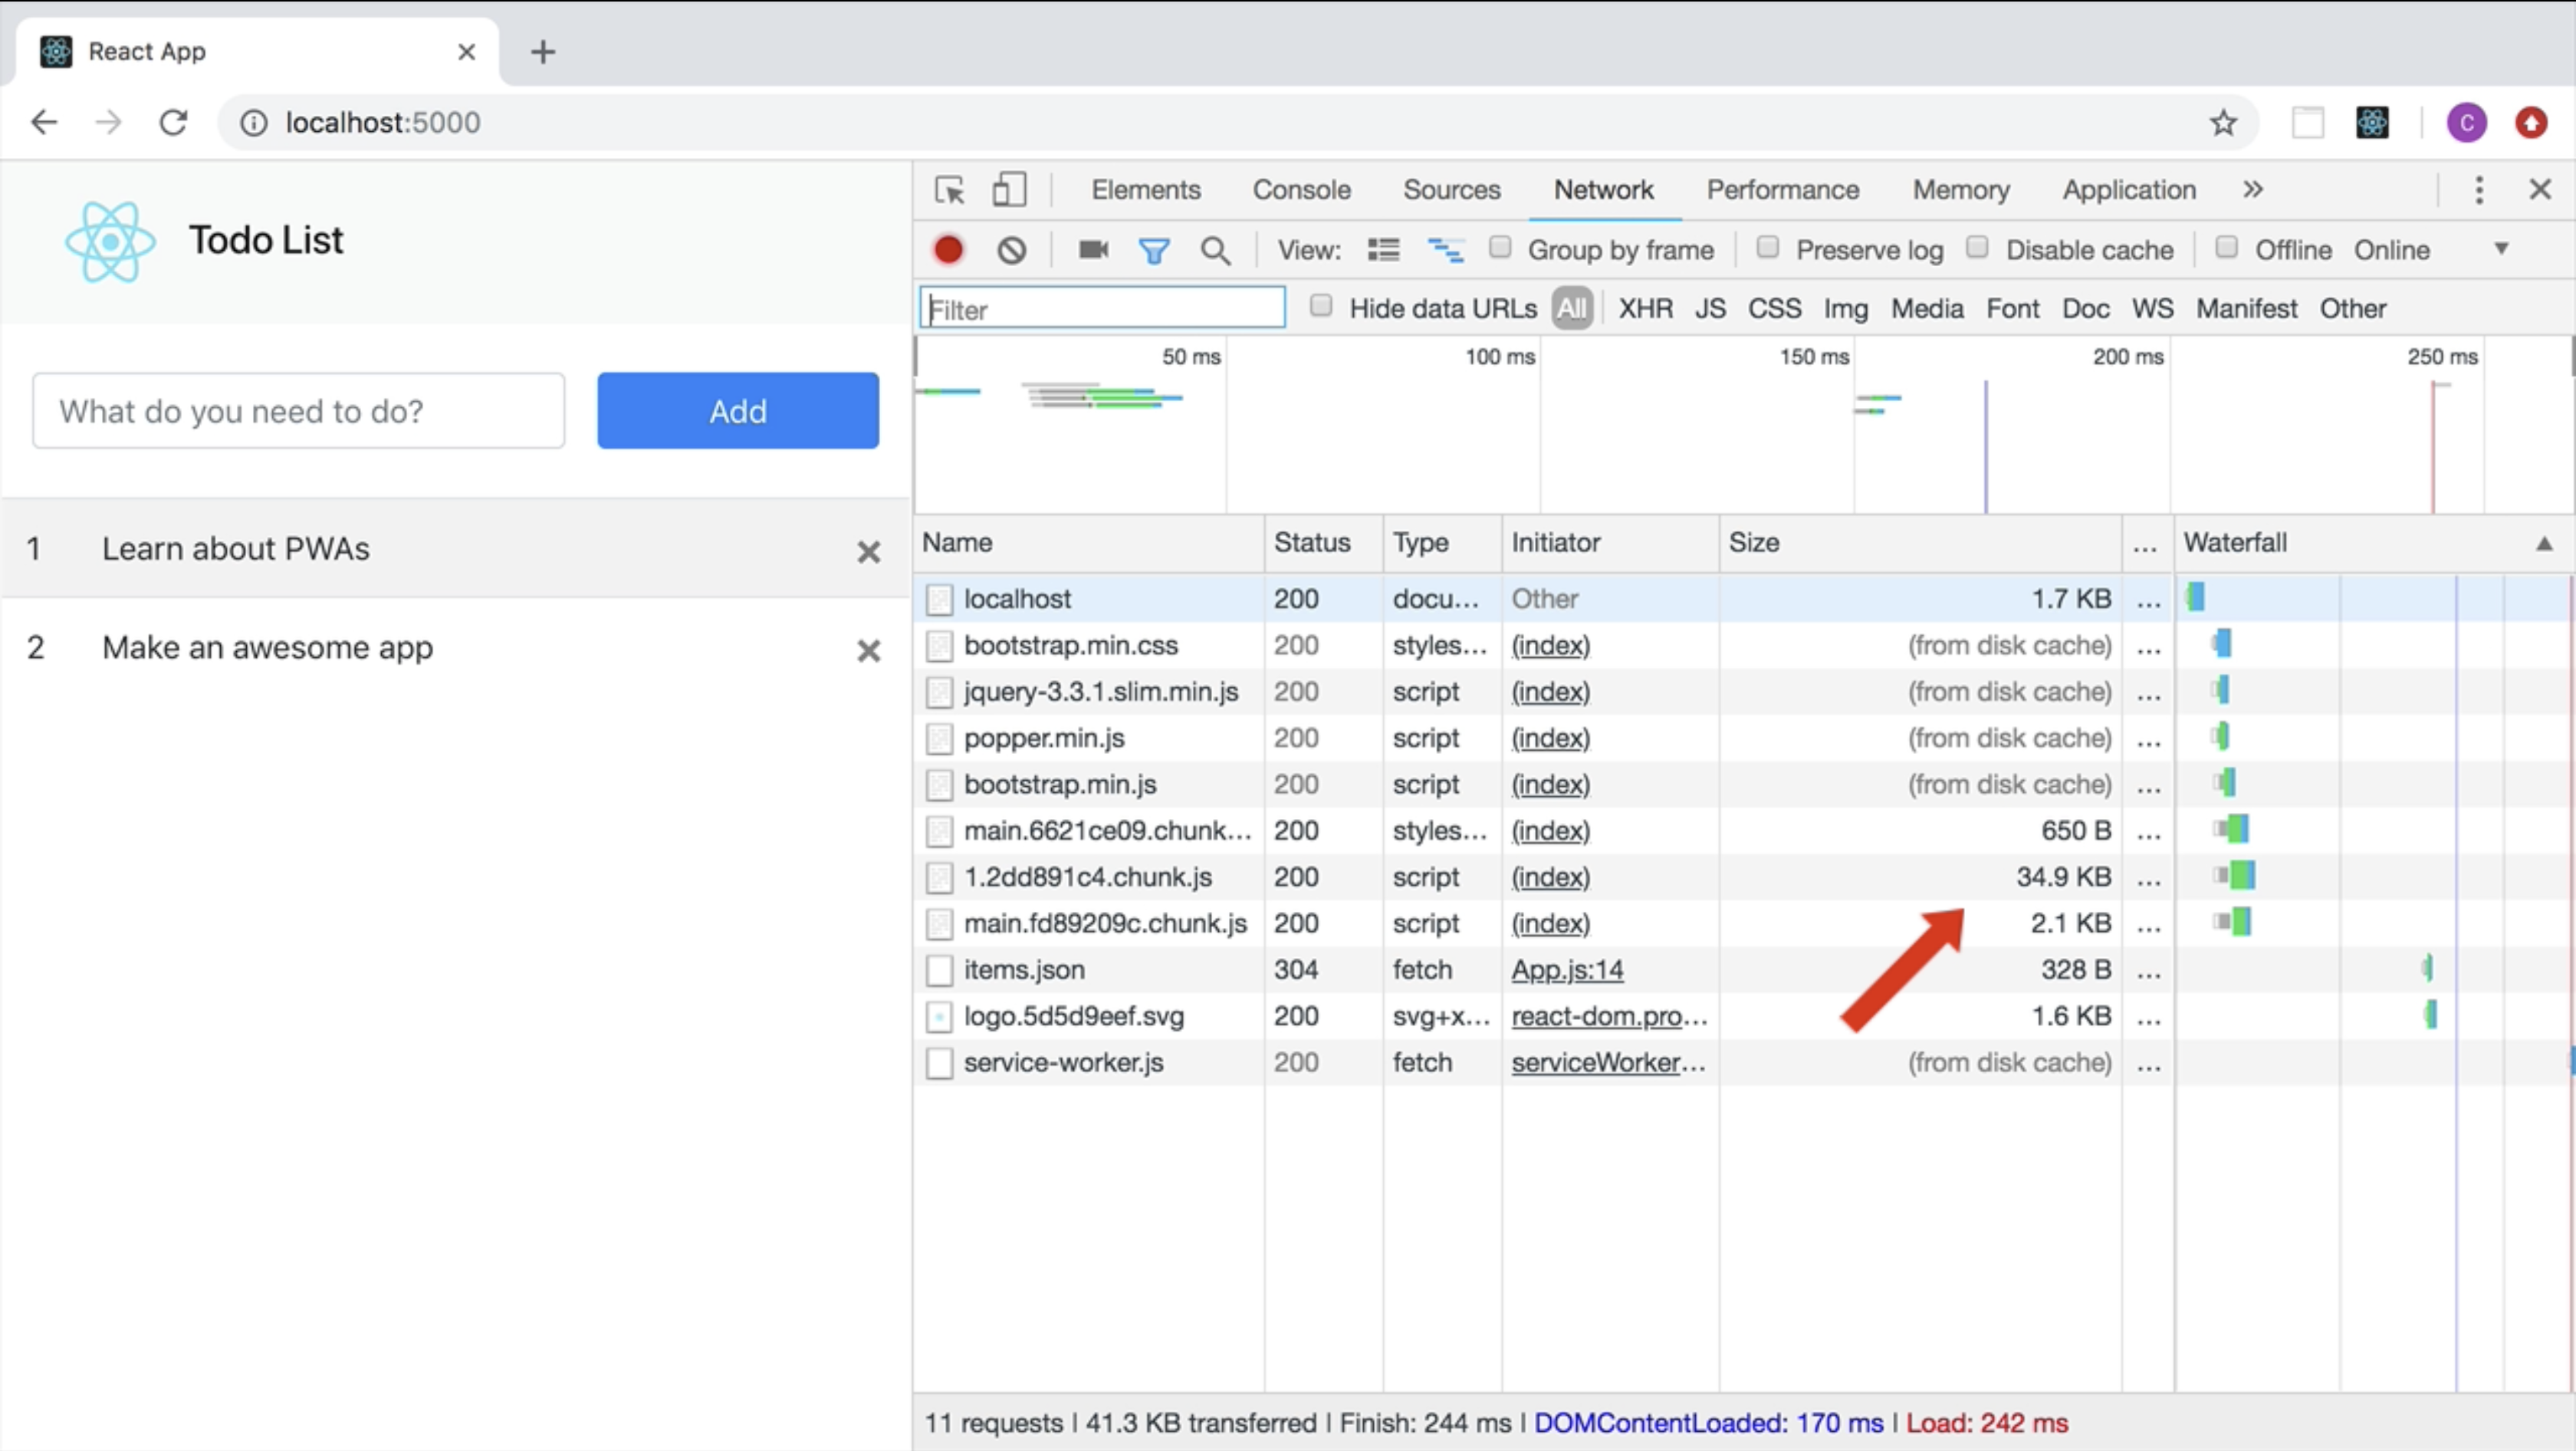 React App
localhost:5000
Todo List
What do you need to do?
Add
1 Learn about PWAs
2 Make an awesome app
Elements Console Sources Network Performance Memory Application »
View: Group by frame Preserve log Disable cache Offline Online
Filter Hide data URLs All XHR JS CSS Img Media Font Doc WS Manifest Other
50 ms 100 ms 150 ms 200 ms 250 ms
Name Status Type Initiator Size ... Waterfall
localhost 200 docu... Other 1.7 KB ...
bootstrap.min.css 200 styles... (index) (from disk cache) ...
jquery-3.3.1.slim.min.js 200 script (index) (from disk cache) ...
popper.min.js 200 script (index) (from disk cache) ...
bootstrap.min.js 200 script (index) (from disk cache) ...
main.6621ce09.chunk... 200 styles... (index) 650 B ...
1.2dd891c4.chunk.js 200 script (index) 34.9 KB ...
main.fd89209c.chunk.js 200 script (index) 2.1 KB ...
items.json 304 fetch App.js:14 328 B ...
logo.5d5d9eef.svg 200 svg+x... react-dom.pro... 1.6 KB ...
service-worker.js 200 fetch serviceWorker... (from disk cache) ...
11 requests | 41.3 KB transferred | Finish: 244 ms | DOMContentLoaded: 170 ms | Load: 242 ms
C